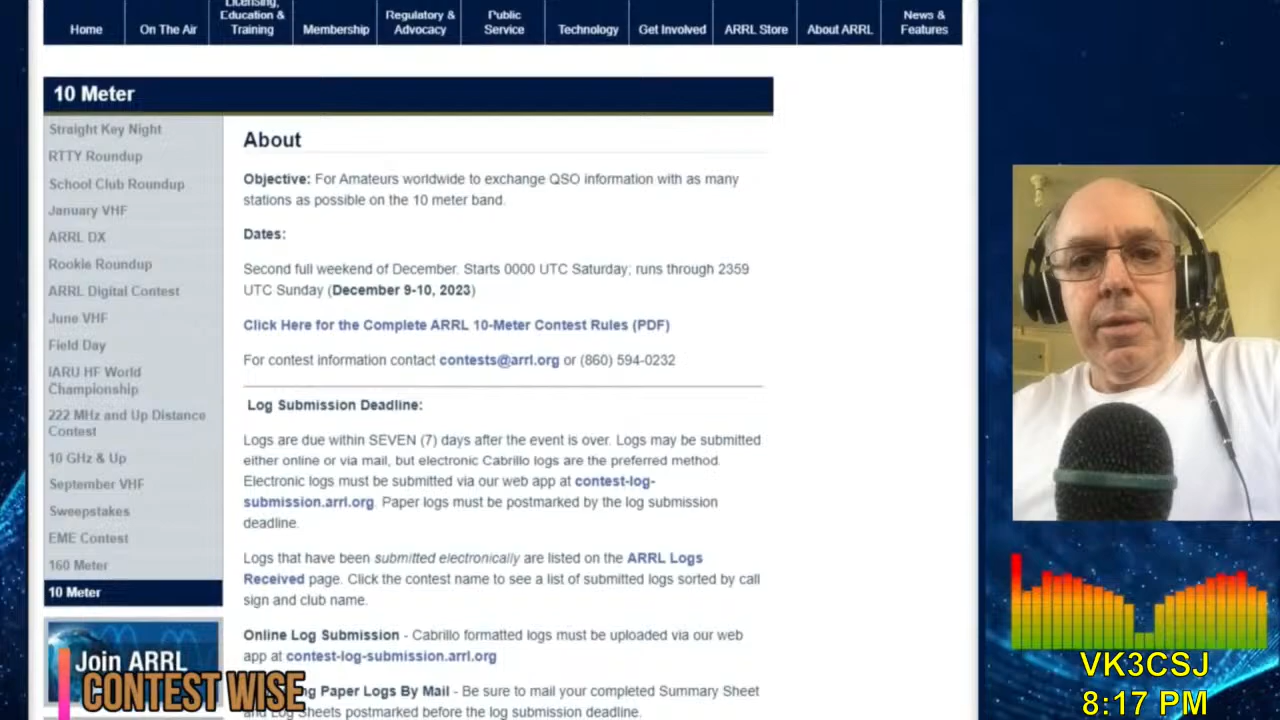 Licensing,
Home
On The Air
Education &
Training
Membership
Regulatory &
Advocacy
Public
Service
Technology
Get Involved
ARRL Store
About ARRL
News &
Features
10 Meter
Straight Key Night
RTTY Roundup
School Club Roundup
January VHF
ARRL DX
Rookie Roundup
ARRL Digital Contest
June VHF
Field Day
IARU HF World
Championship
222 MHz and Up Distance
Contest
10 GHz & Up
September VHF
Sweepstakes
EME Contest
160 Meter
10 Meter
Join ARRL
CONTEST WISE
About
Objective: For Amateurs worldwide to exchange QSO information with as many
stations as possible on the 10 meter band.
Dates:
Second full weekend of December. Starts 0000 UTC Saturday; runs through 2359
UTC Sunday (December 9-10, 2023)
Click Here for the Complete ARRL 10-Meter Contest Rules (PDF)
For contest information contact contests@arrl.org or (860) 594-0232
Log Submission Deadline:
Logs are due within SEVEN (7) days after the event is over. Logs may be submitted
either online or via mail, but electronic Cabrillo logs are the preferred method.
Electronic logs must be submitted via our web app at contest-log-
submission.arrl.org. Paper logs must be postmarked by the log submission
deadline.
Logs that have been submitted electronically are listed on the ARRL Logs
Received page. Click the contest name to see a list of submitted logs sorted by call
sign and club name.
Online Log Submission - Cabrillo formatted logs must be uploaded via our web
app at contest-log-submission.arrl.org
ng Paper Logs By Mail - Be sure to mail your completed Summary Sheet
and Log Sheets postmarked before the log submission deadline.
VK3CSJ
8:17 PM